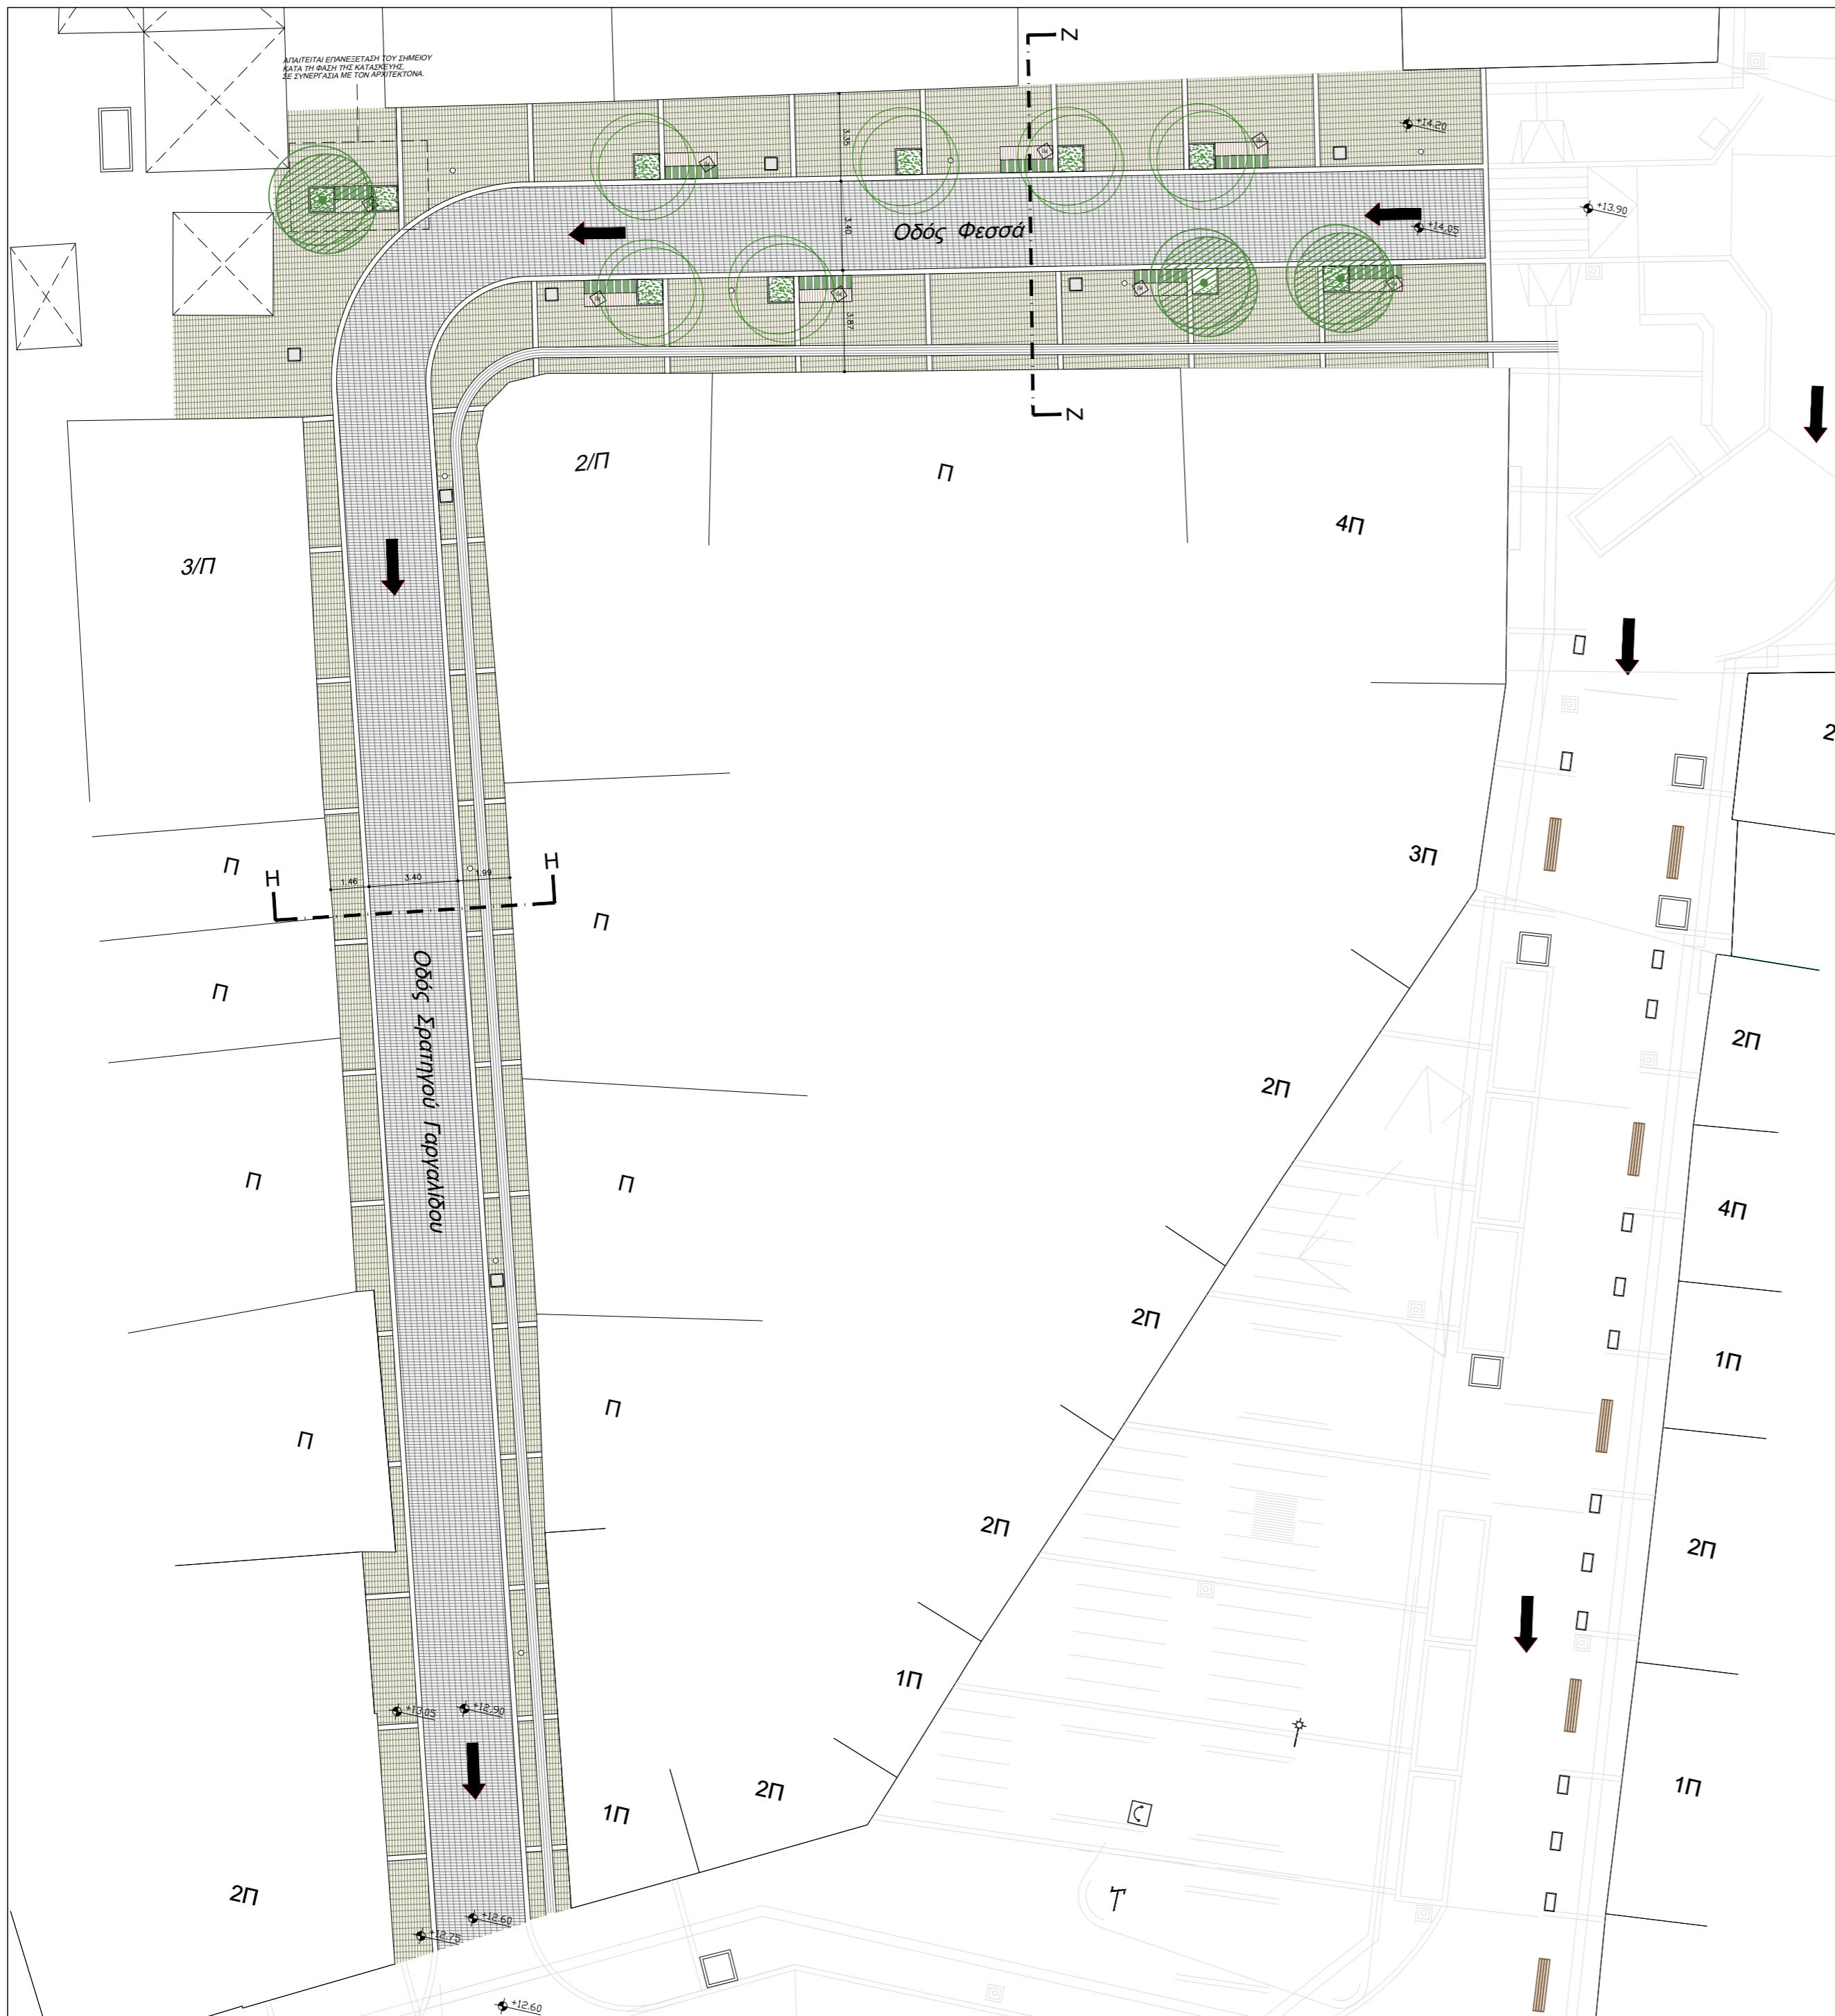 ΑΠΑΙΤΕΙΤΑΙ ΕΠΑΝΕΞΕΤΑΣΗ ΤΟΥ ΣΗΜΕΙΟΥ
ΚΑΤΑ ΤΗ ΦΑΣΗ ΤΗΣ ΚΑΤΑΣΚΕΥΗΣ,
ΣΕ ΣΥΝΕΡΓΑΣΙΑ ΜΕ ΤΟΝ ΑΡΧΙΤΕΚΤΟΝΑ.
Z
+14.20
3.35
+13.90
+14,05
Οδός Φεσσά
3.40
3.87
Z
2/Π
Π
4Π
3/Π
2
3Π
Π
H
H
1.46
3.40
1.99
Π
Π
Οδός Σρατηγού Γαργαλίδου
2Π
2Π
Π
Π
4Π
2Π
1Π
Π
Π
2Π
2Π
1Π
+13.05
+12,90
2Π
1Π
1Π
2Π
+12.60
+12.75
+12.60